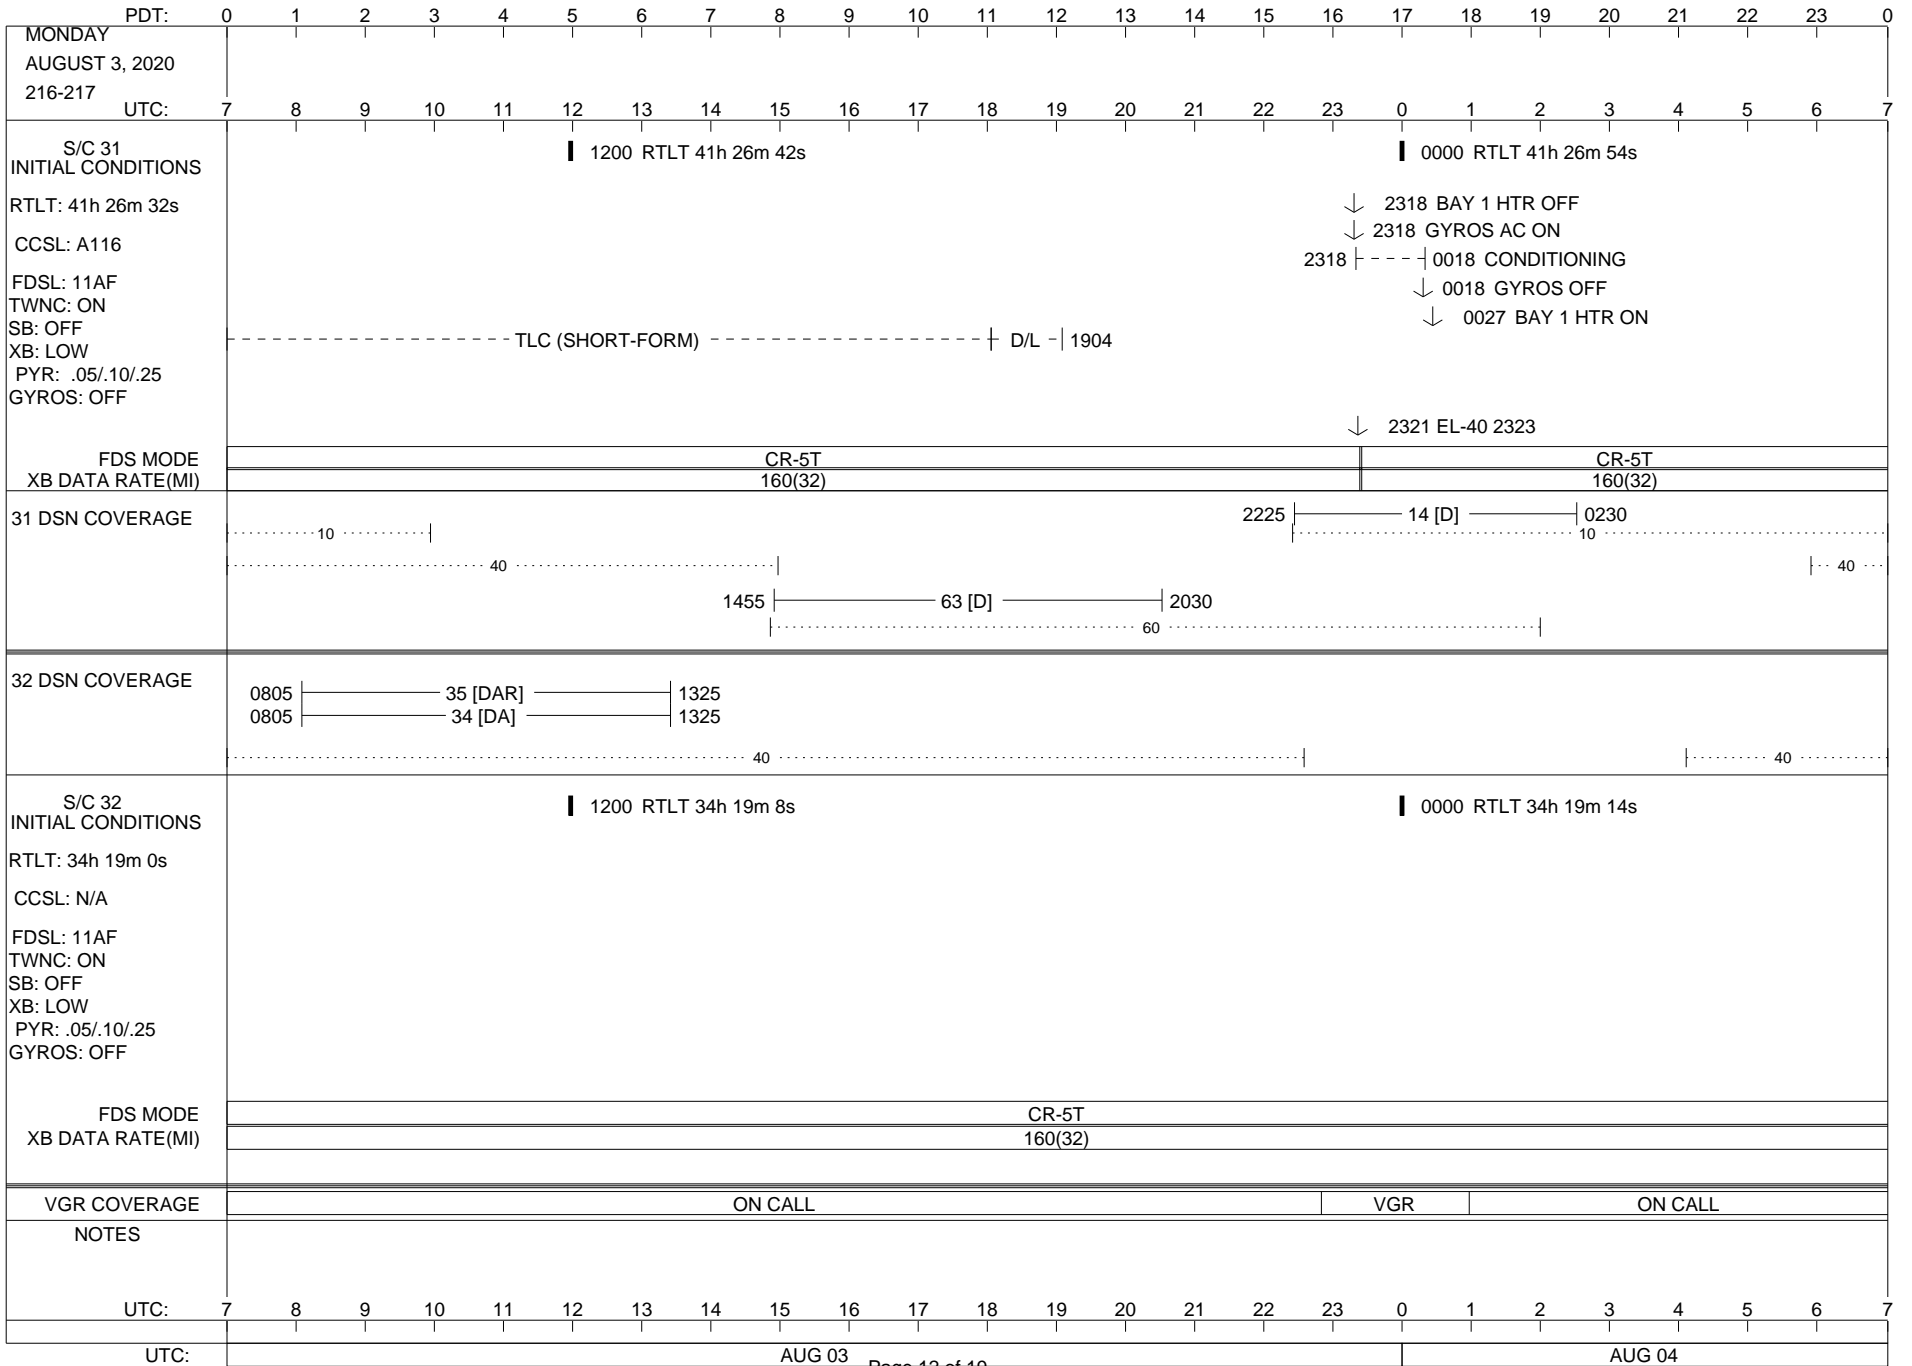 PDT: 0 1 2 3 4 5 6 7 8 9 10 11 12 13 14 15 16 17 18 19 20 21 22 23 0
MONDAY
AUGUST 3, 2020
216-217
UTC: 7 8 9 10 11 12 13 14 15 16 17 18 19 20 21 22 23 0 1 2 3 4 5 6 7
S/C 31
INITIAL CONDITIONS
1200 RTLT 41h 26m 42s
0000 RTLT 41h 26m 54s
RTLT: 41h 26m 32s
2318 BAY 1 HTR OFF
2318 GYROS AC ON
CCSL: A116
2318 0018 CONDITIONING
FDSL: 11AF
0018 GYROS OFF
TWNC: ON
0027 BAY 1 HTR ON
SB: OFF
TLC (SHORT-FORM) D/L 1904
XB: LOW
PYR: .05/.10/.25
GYROS: OFF
2321 EL-40 2323
FDS MODE CR-5T CR-5T
XB DATA RATE(MI) 160(32) 160(32)
31 DSN COVERAGE
2225 14 [D] 0230
10 10
40 40
1455 63 [D] 2030
60
32 DSN COVERAGE
0805 35 [DAR] 1325
0805 34 [DA] 1325
40 40
S/C 32
INITIAL CONDITIONS
1200 RTLT 34h 19m 8s
0000 RTLT 34h 19m 14s
RTLT: 34h 19m 0s
CCSL: N/A
FDSL: 11AF
TWNC: ON
SB: OFF
XB: LOW
PYR: .05/.10/.25
GYROS: OFF
FDS MODE CR-5T
XB DATA RATE(MI) 160(32)
VGR COVERAGE ON CALL VGR ON CALL
NOTES
UTC: 7 8 9 10 11 12 13 14 15 16 17 18 19 20 21 22 23 0 1 2 3 4 5 6 7
UTC: AUG 03 AUG 04